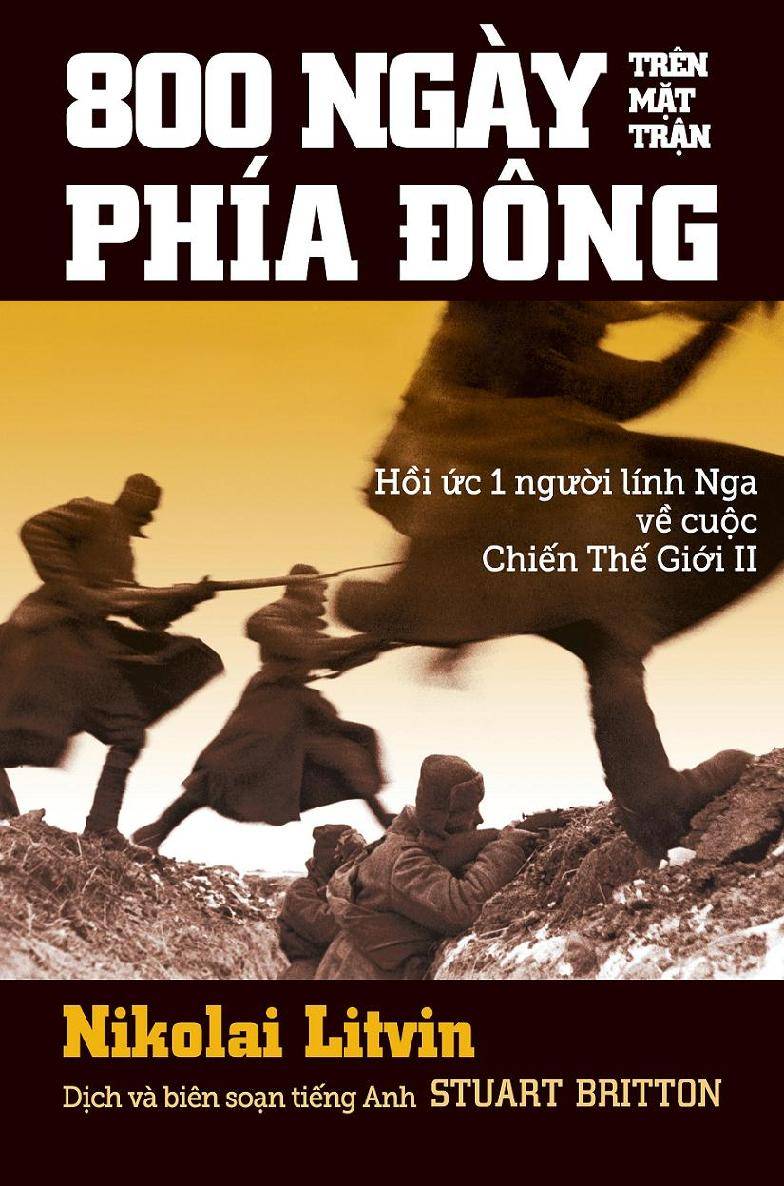 800 NGÀY
TRÊN
MẶT
TRẬN
PHÍA ĐÔNG
Hồi ức 1 người lính Nga
về cuộc
Chiến Thế Giới II
Nikolai Litvin
Dịch và biên soạn tiếng Anh STUART BRITTON